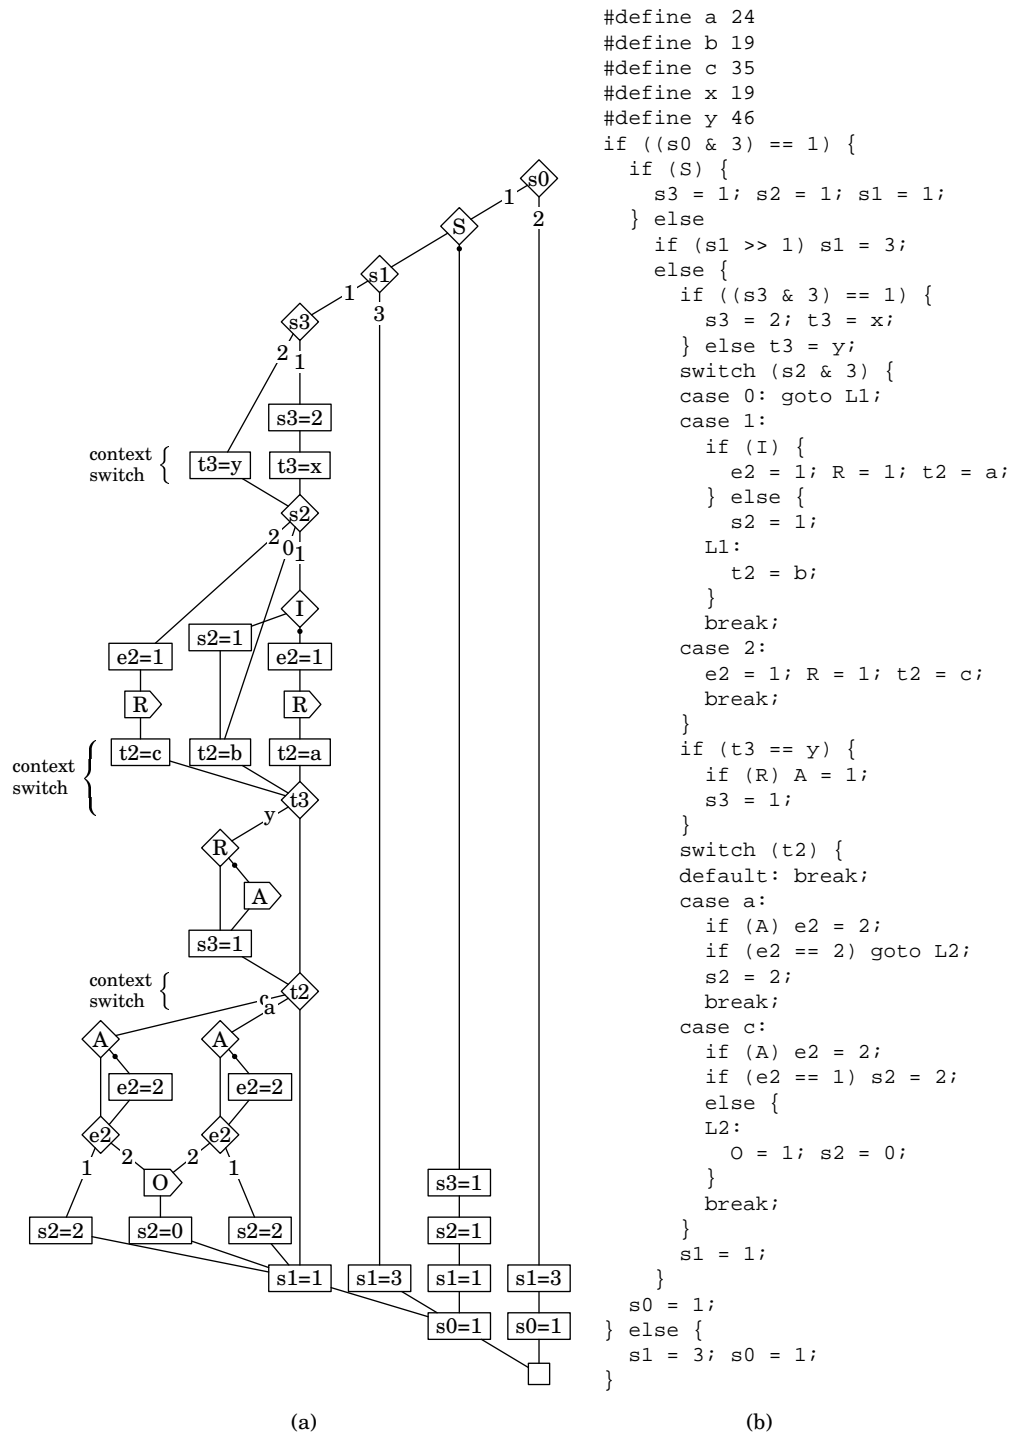 #define a 24
#define b 19
#define c 35
#define x 19
#define y 46
if ((s0 & 3) == 1) {
if (S) {
s3 = 1; s2 = 1; s1 = 1;
} else
if (s1 >> 1) s1 = 3;
else {
if ((s3 & 3) == 1) {
s3 = 2; t3 = x;
} else t3 = y;
switch (s2 & 3) {
case 0: goto L1;
case 1:
if (I) {
e2 = 1; R = 1; t2 = a;
} else {
s2 = 1;
L1:
t2 = b;
}
break;
case 2:
e2 = 1; R = 1; t2 = c;
break;
}
if (t3 == y) {
if (R) A = 1;
s3 = 1;
}
switch (t2) {
default: break;
case a:
if (A) e2 = 2;
if (e2 == 2) goto L2;
s2 = 2;
break;
case c:
if (A) e2 = 2;
if (e2 == 1) s2 = 2;
else {
L2:
O = 1; s2 = 0;
}
break;
}
s1 = 1;
}
s0 = 1;
} else {
s1 = 3; s0 = 1;
}
s0
1
2
S
s1
1
3
s3
2
1
s3=2
context
switch
t3=y
t3=x
s2
2
0
1
I
s2=1
e2=1
e2=1
R
R
context
switch
t2=c
t2=b
t2=a
t3
y
R
A
s3=1
context
switch
t2
c
a
A
A
e2=2
e2=2
e2
e2
1
2
2
1
O
s3=1
s2=2
s2=0
s2=2
s2=1
s1=1
s1=3
s1=1
s1=3
s0=1
s0=1
(a)
(b)